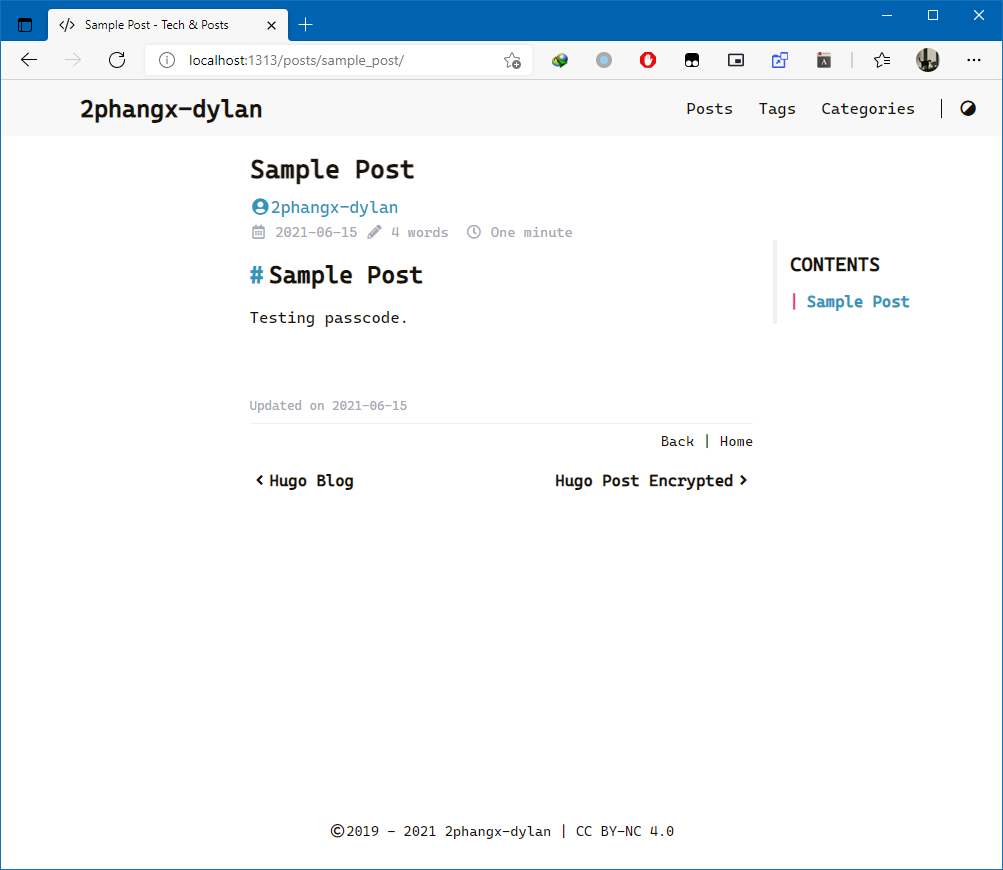 Sample Post - Tech & Posts
localhost:1313/posts/sample_post/
2phangx-dylan
Posts Tags Categories |
Sample Post
2phangx-dylan
2021-06-15 4 words One minute
# Sample Post
Testing passcode.
CONTENTS
| Sample Post
Updated on 2021-06-15
Back | Home
Hugo Blog
Hugo Post Encrypted
©2019 - 2021 2phangx-dylan | CC BY-NC 4.0